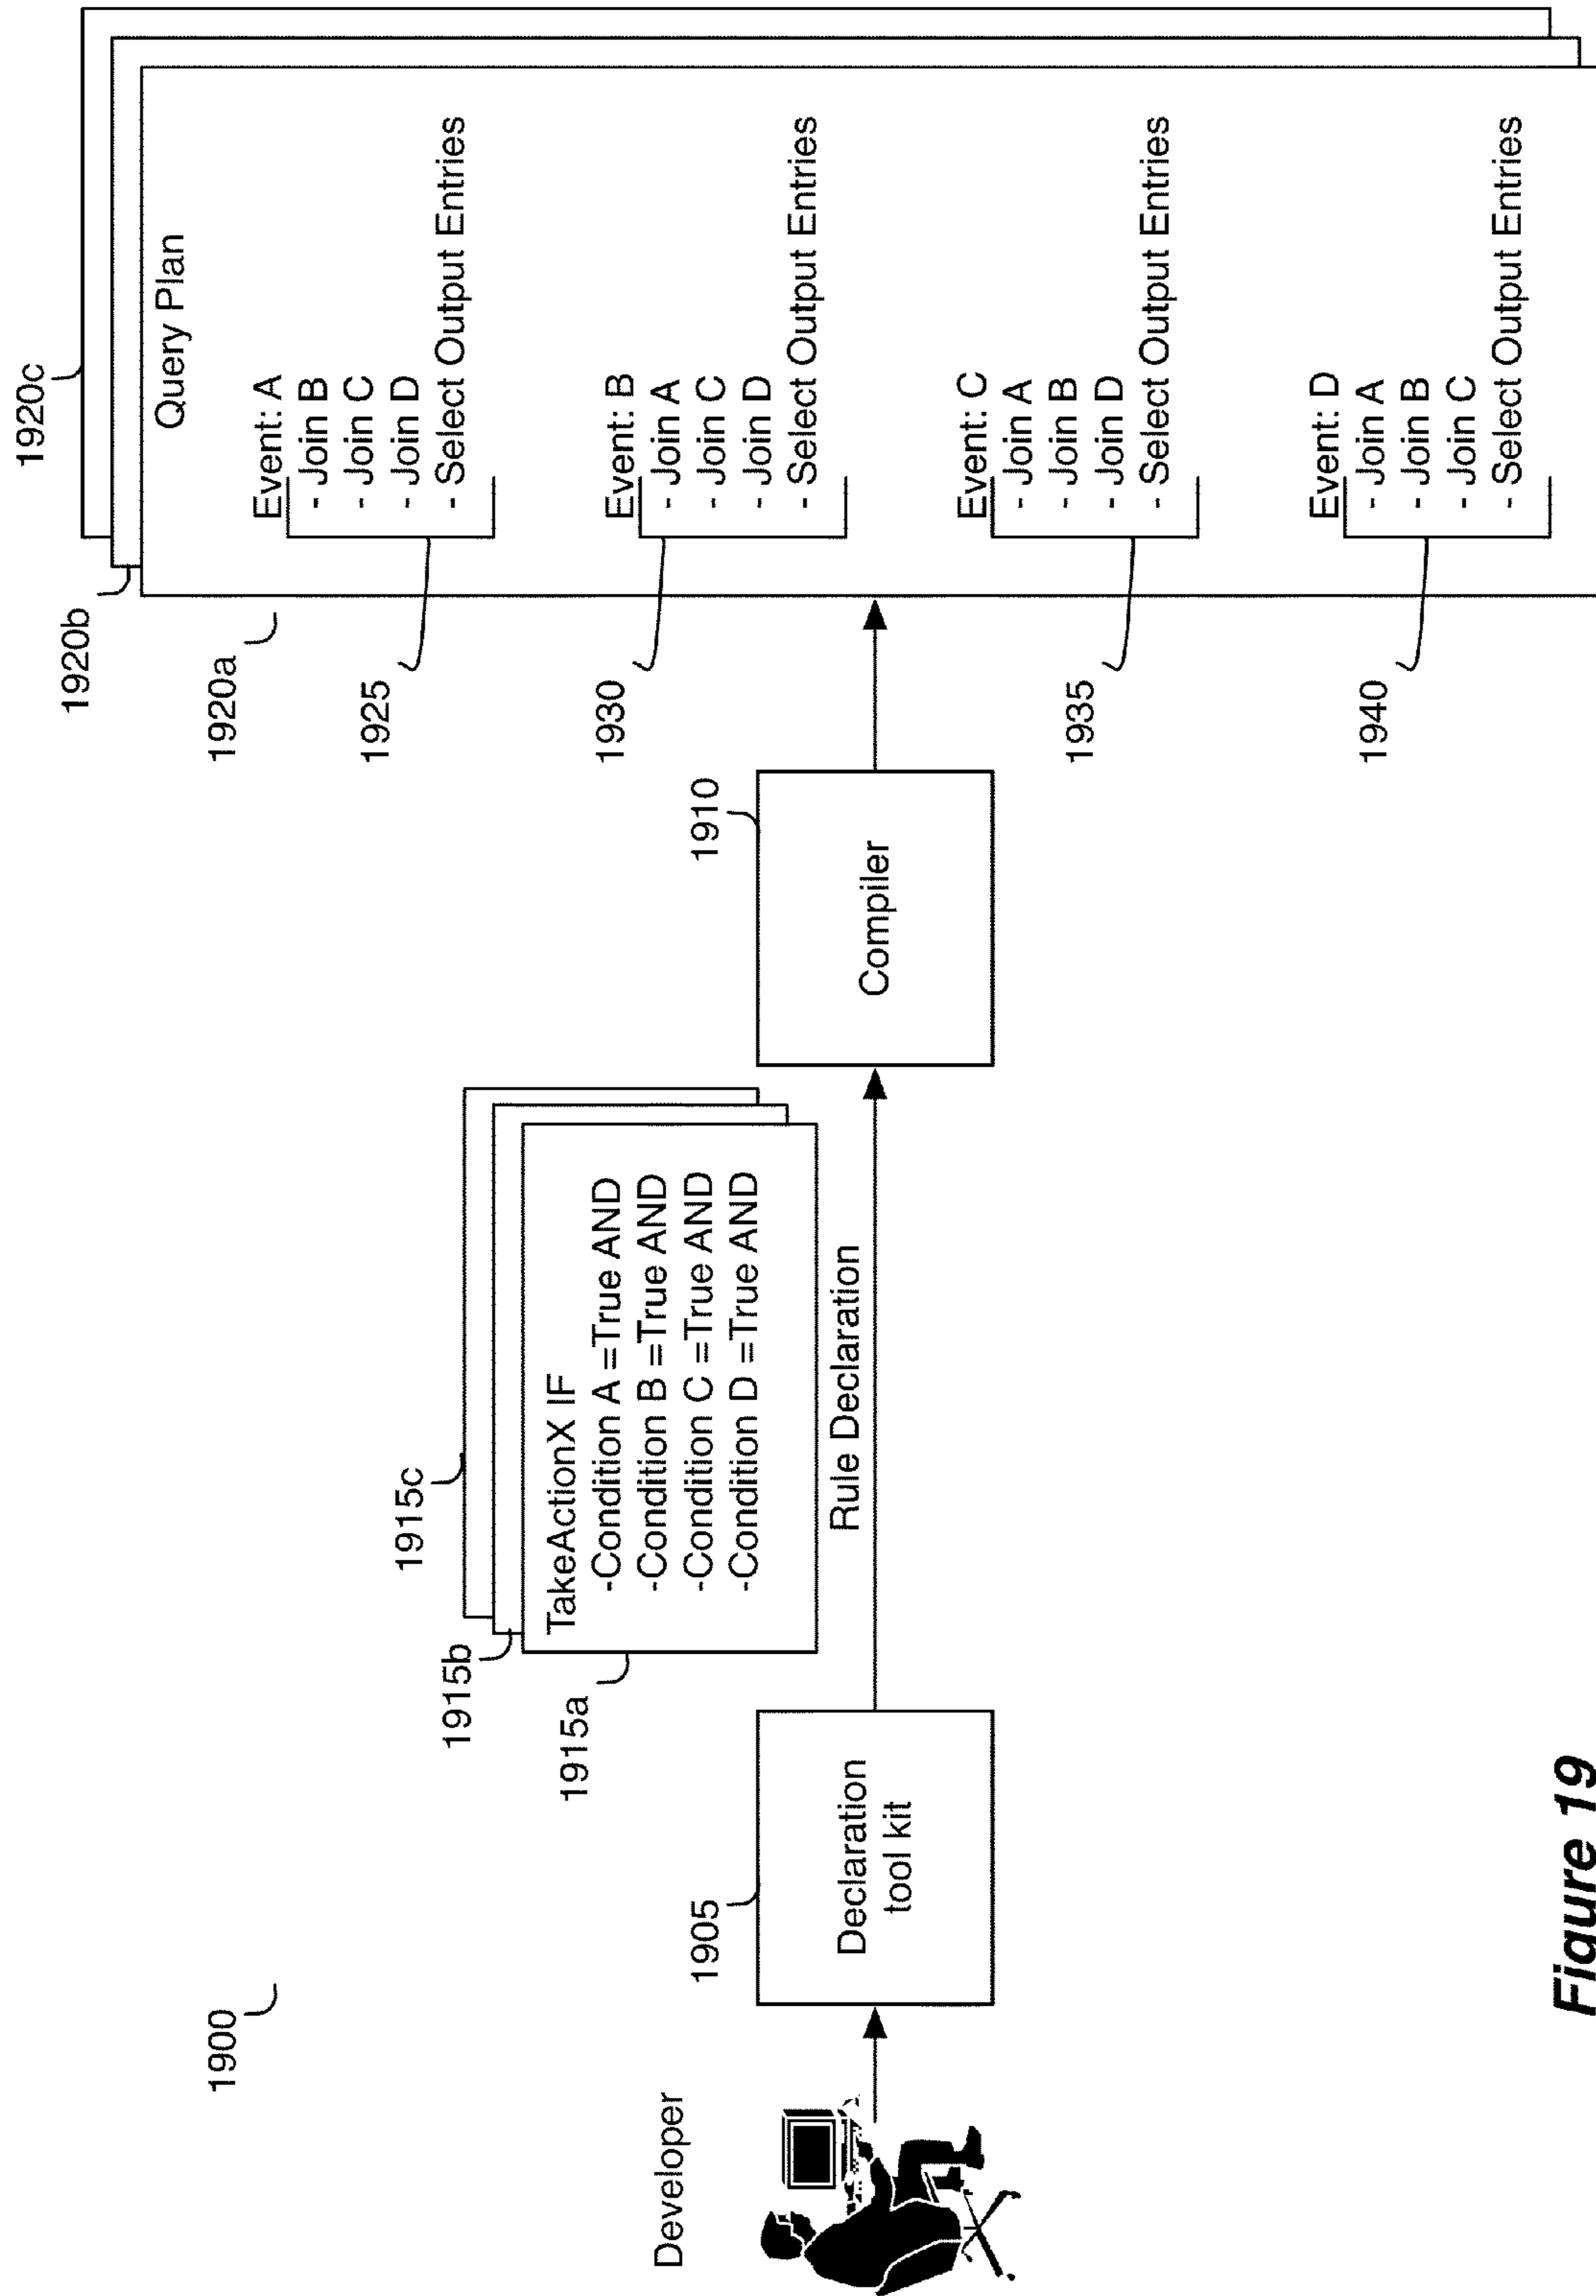 1900
Developer
1905
Declaration
tool kit
1915a
1915b
1915c
TakeActionX IF
-Condition A =True AND
-Condition B =True AND
-Condition C =True AND
-Condition D =True AND
Rule Declaration
1910
Compiler
1920a
1920b
1920c
Query Plan
1925
Event: A
- Join B
- Join C
- Join D
- Select Output Entries
1930
Event: B
- Join A
- Join C
- Join D
- Select Output Entries
1935
Event: C
- Join A
- Join B
- Join D
- Select Output Entries
1940
Event: D
- Join A
- Join B
- Join C
- Select Output Entries
Figure 19